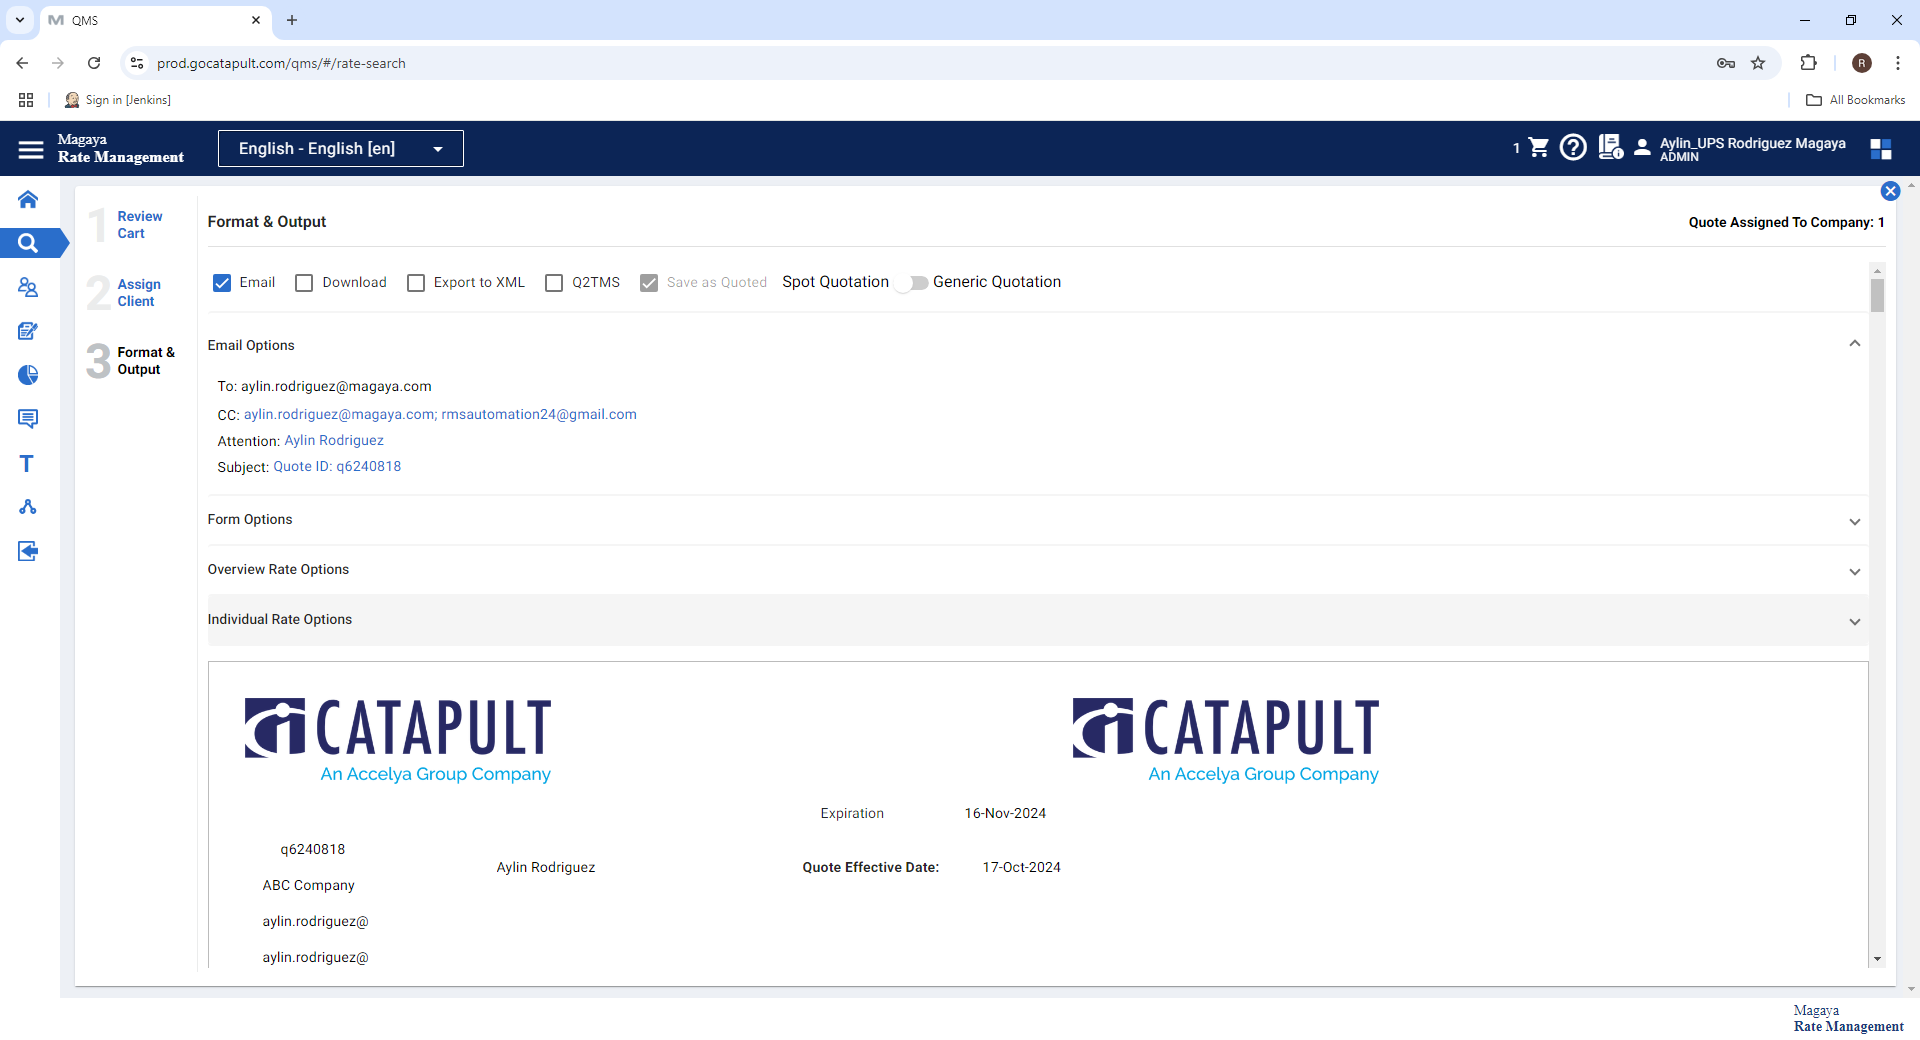 QMS
prod.gocatapult.com/qms/#/rate-search
R
Sign in [Jenkins]
All Bookmarks
Magaya
Rate Management
English - English [en]
1
Aylin_UPS Rodriguez Magaya
ADMIN
1 Review Cart
2 Assign Client
3 Format & Output
Format & Output
Quote Assigned To Company: 1
Email Download Export to XML Q2TMS Save as Quoted Spot Quotation Generic Quotation
Email Options
To: aylin.rodriguez@magaya.com
CC: aylin.rodriguez@magaya.com; rmsautomation24@gmail.com
Attention: Aylin Rodriguez
Subject: Quote ID: q6240818
Form Options
Overview Rate Options
Individual Rate Options
CATAPULT
An Accelya Group Company
CATAPULT
An Accelya Group Company
Expiration 16-Nov-2024
q6240818
Aylin Rodriguez Quote Effective Date: 17-Oct-2024
ABC Company
aylin.rodriguez@
aylin.rodriguez@
Magaya
Rate Management